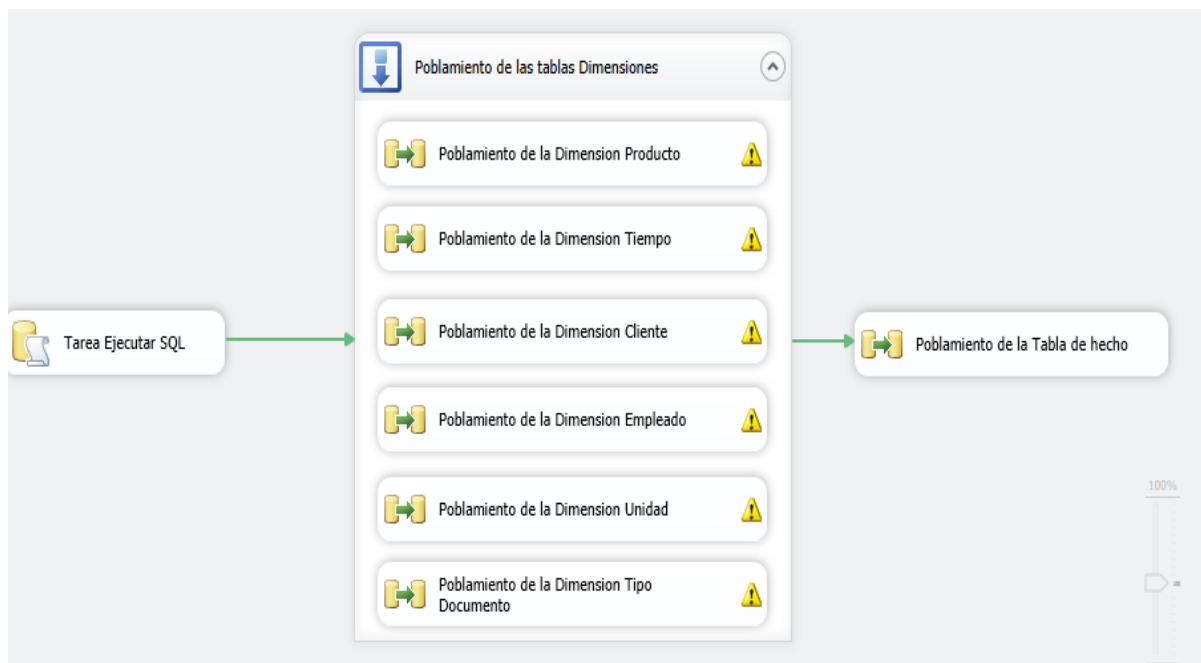 Poblamiento de las tablas Dimensiones
Poblamiento de la Dimension Producto
Poblamiento de la Dimension Tiempo
Tarea Ejecutar SQL
Poblamiento de la Dimension Cliente
Poblamiento de la Tabla de hecho
Poblamiento de la Dimension Empleado
Poblamiento de la Dimension Unidad
Poblamiento de la Dimension Tipo
Documento
100%